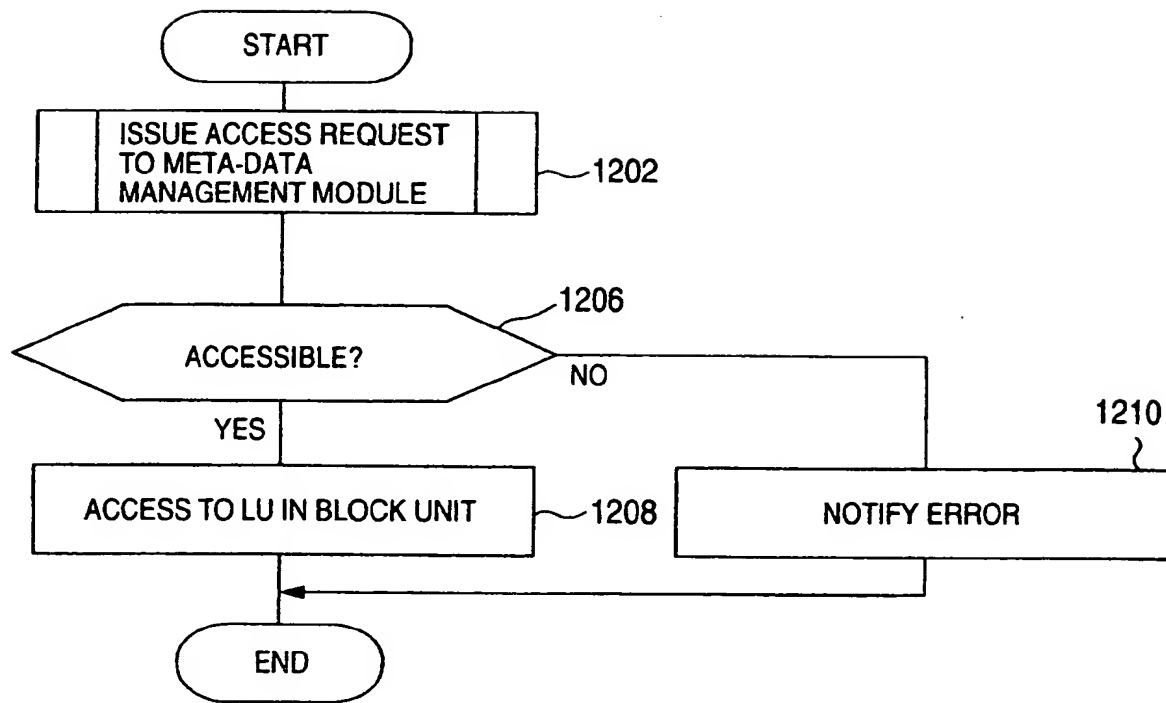 START
ISSUE ACCESS REQUEST
TO META-DATA
MANAGEMENT MODULE
1202
1206
ACCESSIBLE?
NO
YES
1210
ACCESS TO LU IN BLOCK UNIT
1208
NOTIFY ERROR
END